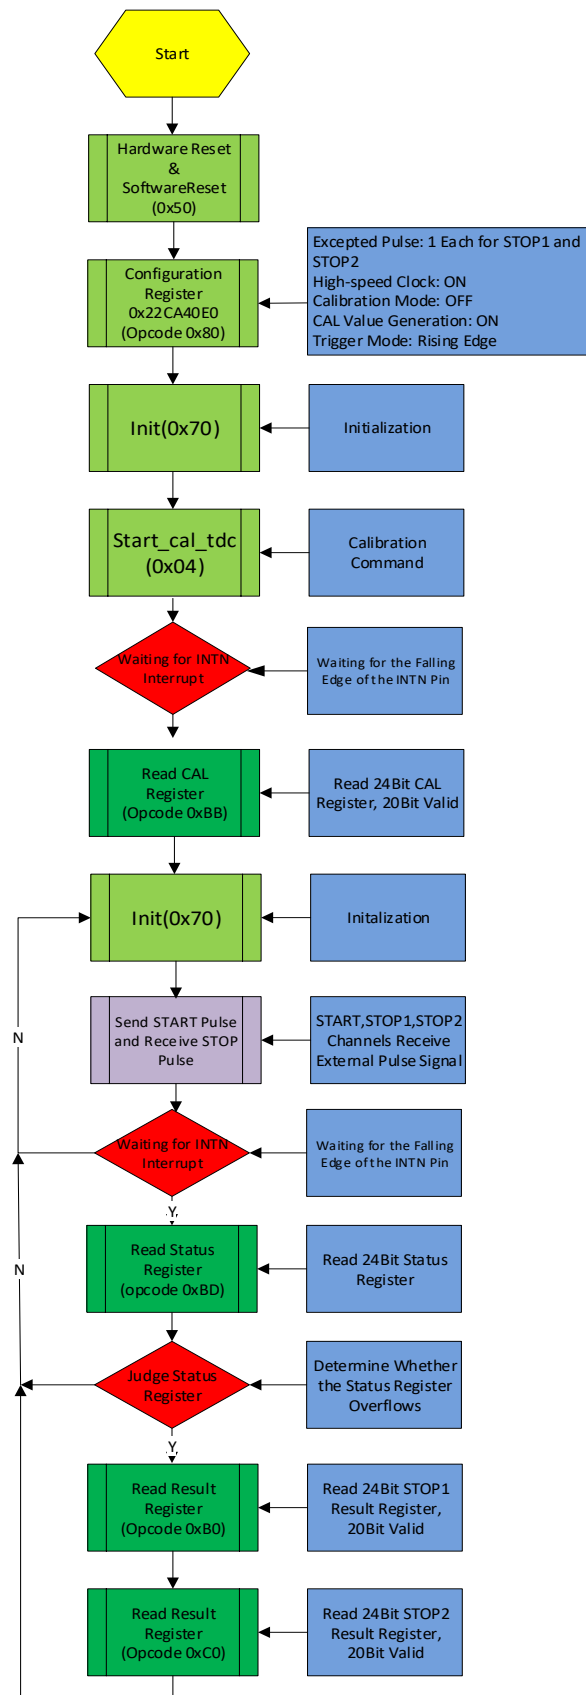 Start
Hardware Reset
&
SoftwareReset
(0x50)
Configuration
Register
0x22CA40E0
(Opcode 0x80)
Excepted Pulse: 1 Each for STOP1 and
STOP2
High-speed Clock: ON
Calibration Mode: OFF
CAL Value Generation: ON
Trigger Mode: Rising Edge
Init(0x70)
Initialization
Start_cal_tdc
(0x04)
Calibration
Command
Waiting for INTN
Interrupt
Waiting for the Falling
Edge of the INTN Pin
Read CAL
Register
(Opcode 0xBB)
Read 24Bit CAL
Register, 20Bit Valid
Init(0x70)
Initalization
N
Send START Pulse
and Receive STOP
Pulse
START,STOP1,STOP2
Channels Receive
External Pulse Signal
Waiting for INTN
Interrupt
Waiting for the Falling
Edge of the INTN Pin
Y
N
Read Status
Register
(opcode 0xBD)
Read 24Bit Status
Register
Judge Status
Register
Determine Whether
the Status Register
Overflows
Y
Read Result
Register
(Opcode 0xB0)
Read 24Bit STOP1
Result Register,
20Bit Valid
Read Result
Register
(Opcode 0xC0)
Read 24Bit STOP2
Result Register,
20Bit Valid